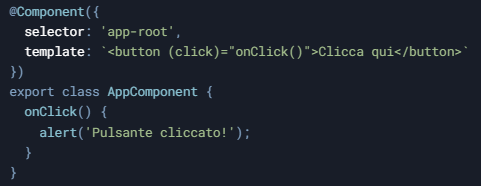 @Component({
  selector: 'app-root',
  template: `<button (click)="onClick()">Clicca qui</button>`
})
export class AppComponent {
  onClick() {
    alert('Pulsante cliccato!');
  }
}